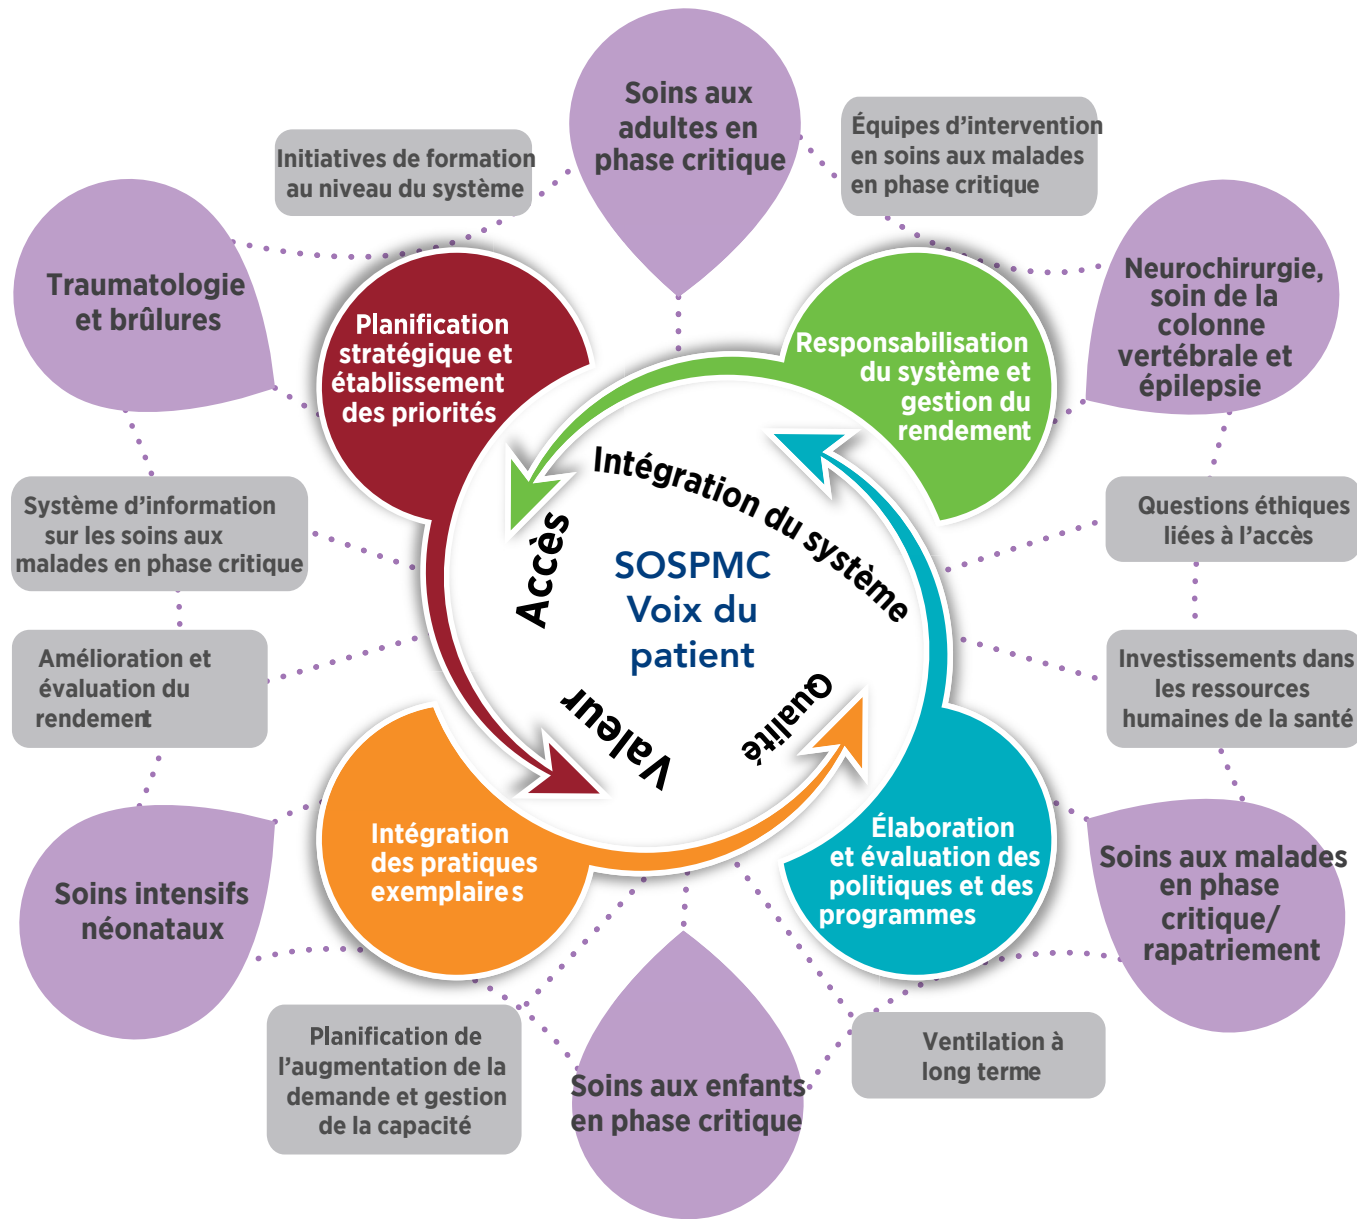 Soins aux
adultes en
phase critique
Initiatives de formation
au niveau du système
Équipes d’intervention
en soins aux malades
en phase critique
Traumatologie
et brûlures
Neurochirurgie,
soin de la
colonne
vertébrale et
épilepsie
Planification
stratégique et
établissement
des priorités
Responsabilisation
du système et
gestion du
rendement
Intégration du système
Accès
Qualité
Valeur
SOSPMC
Voix du
patient
Système d’information
sur les soins aux
malades en phase critique
Questions éthiques
liées à l’accès
Amélioration et
évaluation du
rendement
Investissements dans
les ressources
humaines de la santé
Intégration
des pratiques
exemplaires
Élaboration
et évaluation des
politiques et des
programmes
Soins intensifs
néonataux
Soins aux malades
en phase
critique/
rapatriement
Planification de
l’augmentation de la
demande et gestion
de la capacité
Soins aux enfants
en phase critique
Ventilation à
long terme